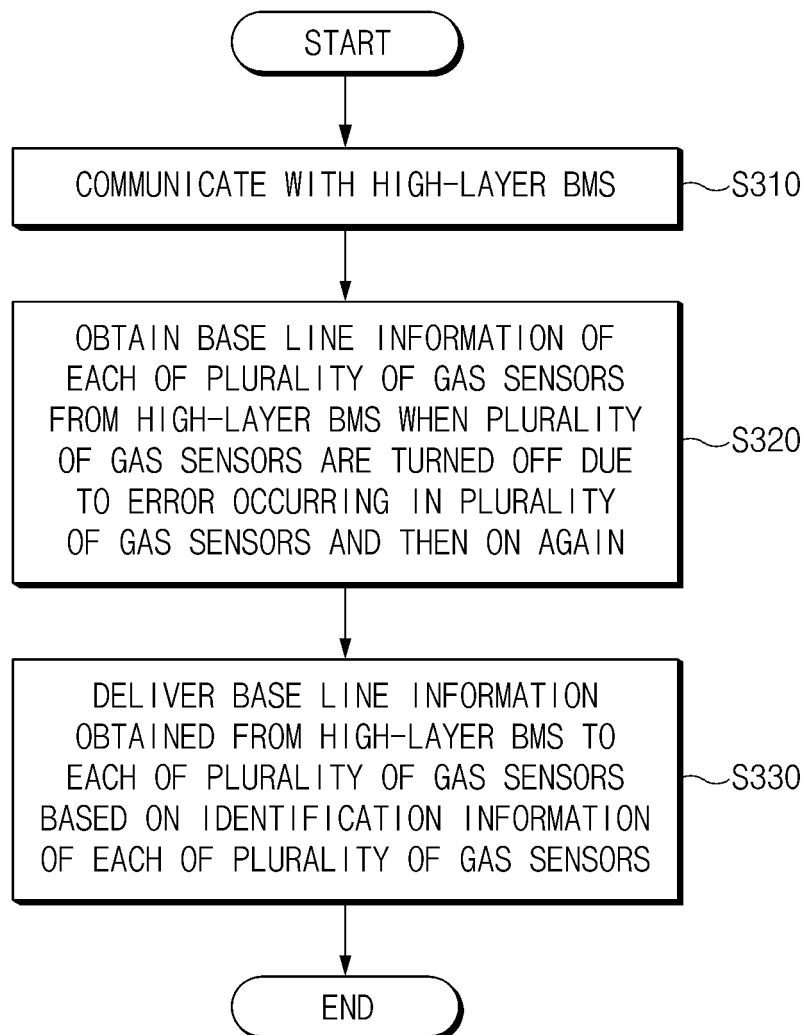 START
COMMUNICATE WITH HIGH-LAYER BMS
S310
OBTAIN BASE LINE INFORMATION OF
EACH OF PLURALITY OF GAS SENSORS
FROM HIGH-LAYER BMS WHEN PLURALITY
OF GAS SENSORS ARE TURNED OFF DUE
TO ERROR OCCURRING IN PLURALITY
OF GAS SENSORS AND THEN ON AGAIN
S320
DELIVER BASE LINE INFORMATION
OBTAINED FROM HIGH-LAYER BMS TO
EACH OF PLURALITY OF GAS SENSORS
BASED ON IDENTIFICATION INFORMATION
OF EACH OF PLURALITY OF GAS SENSORS
S330
END